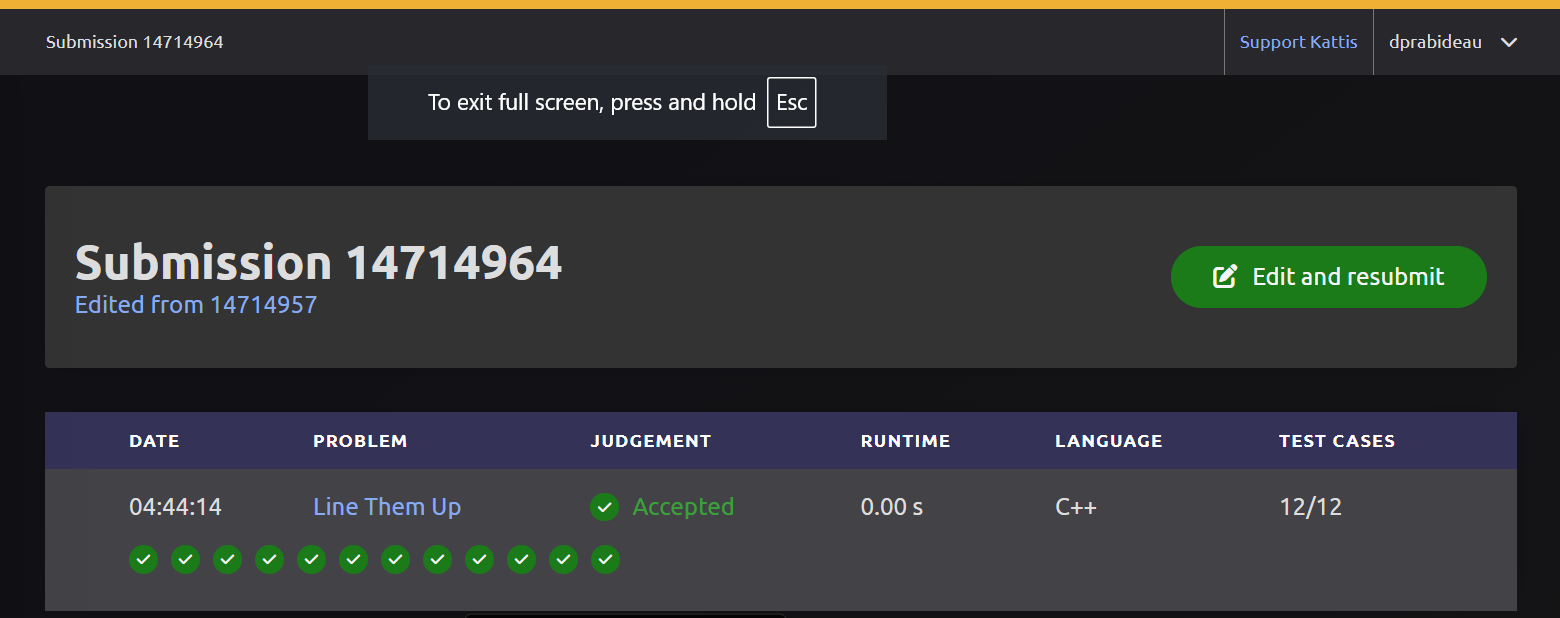 Submission 14714964
Support Kattis
dprabideau
To exit full screen, press and hold Esc
Submission 14714964
Edited from 14714957
Edit and resubmit
DATE PROBLEM JUDGEMENT RUNTIME LANGUAGE TEST CASES
04:44:14 Line Them Up Accepted 0.00 s C++ 12/12